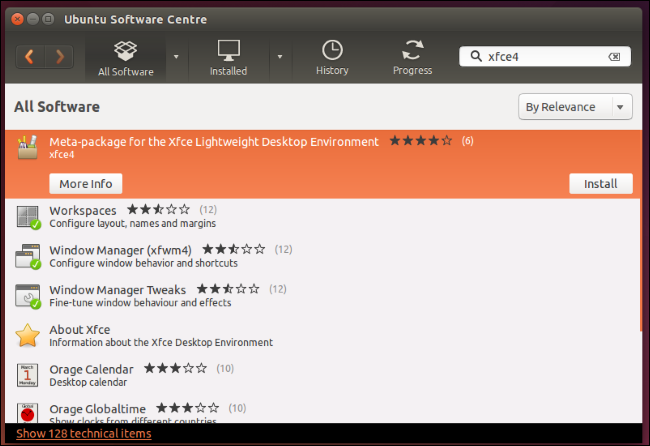 Ubuntu Software Centre
All Software
Installed
History
Progress
xfce4
All Software
By Relevance
Meta-package for the Xfce Lightweight Desktop Environment (6)
xfce4
More Info
Install
Workspaces (12)
Configure layout, names and margins
Window Manager (xfwm4) (12)
Configure window behavior and shortcuts
Window Manager Tweaks (12)
Fine-tune window behaviour and effects
About Xfce
Information about the Xfce Desktop Environment
March
1
Monday
Orage Calendar (10)
Desktop calendar
Orage Globaltime (10)
Show clocks from different countries
Show 128 technical items